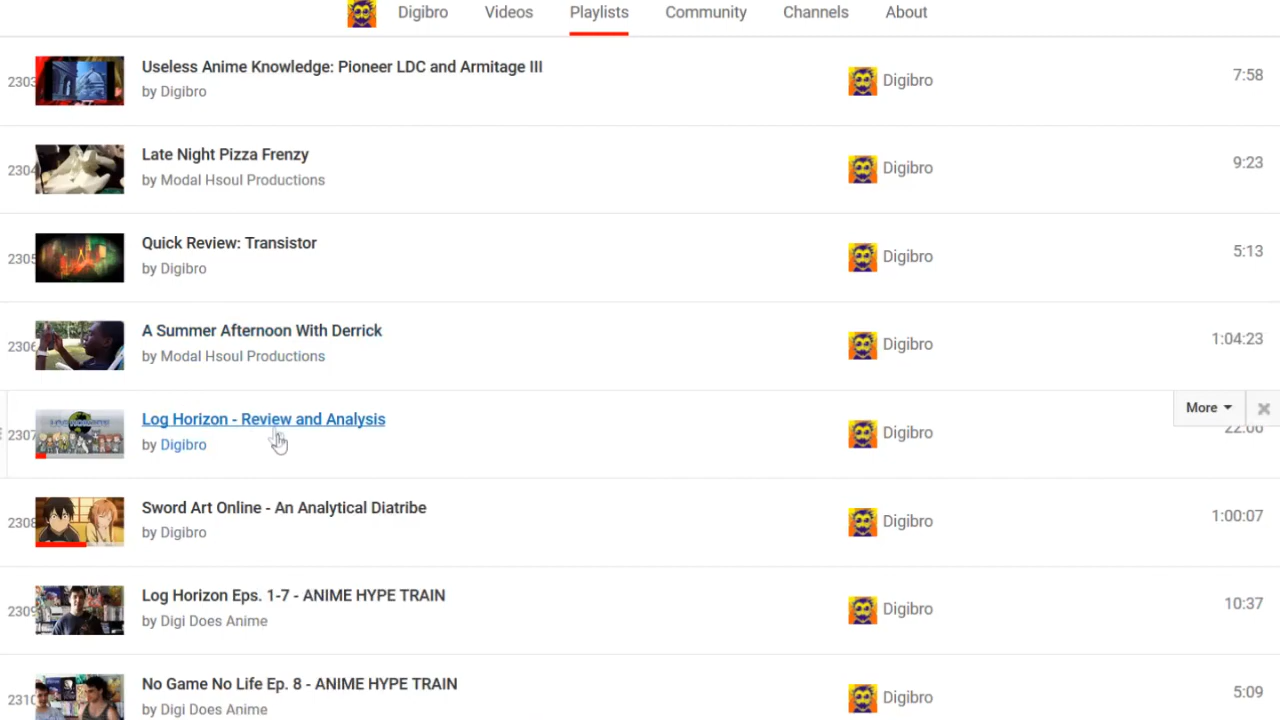 Digibro Videos Playlists Community Channels About
2303 Useless Anime Knowledge: Pioneer LDC and Armitage III Digibro 7:58
by Digibro
2304 Late Night Pizza Frenzy Digibro 9:23
by Modal Hsoul Productions
2305 Quick Review: Transistor Digibro 5:13
by Digibro
2306 A Summer Afternoon With Derrick Digibro 1:04:23
by Modal Hsoul Productions
2307 Log Horizon - Review and Analysis Digibro More 22:00
by Digibro
2308 Sword Art Online - An Analytical Diatribe Digibro 1:00:07
by Digibro
2309 Log Horizon Eps. 1-7 - ANIME HYPE TRAIN Digibro 10:37
by Digi Does Anime
2310 No Game No Life Ep. 8 - ANIME HYPE TRAIN Digibro 5:09
by Digi Does Anime